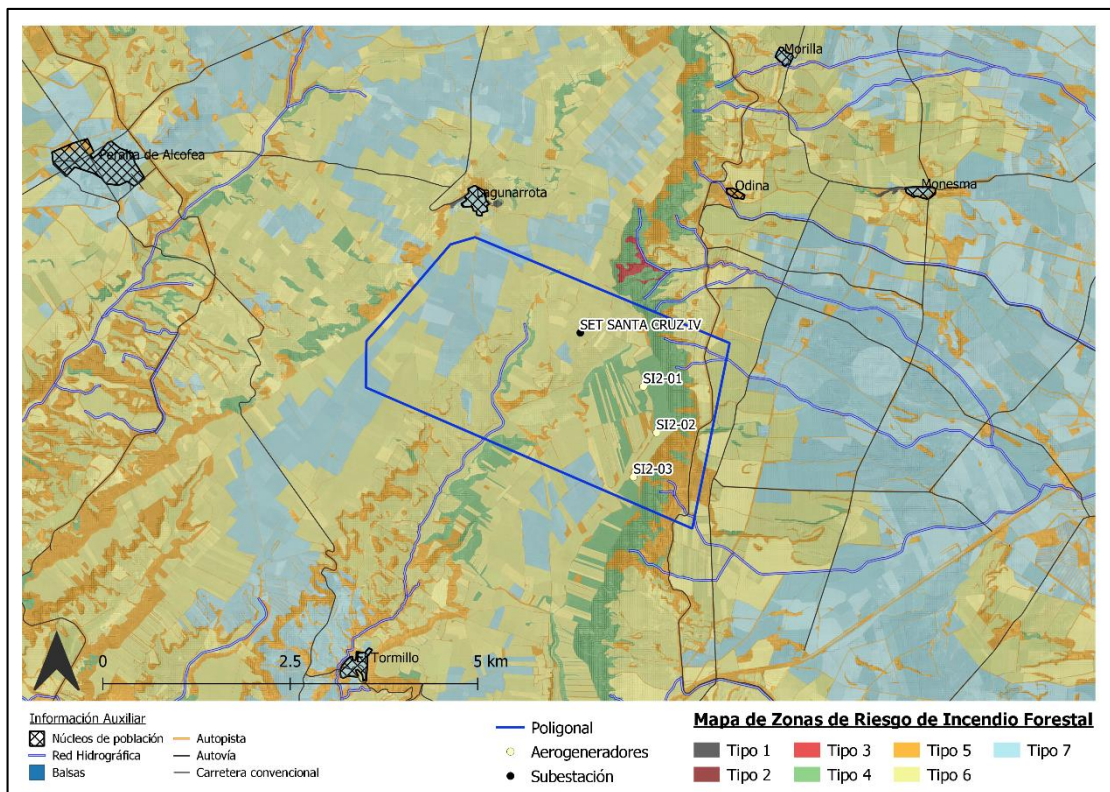 Morilla
Peralta de Alcofea
Lagunarrota
Odina
Monesma
SET SANTA CRUZ IV
SI2-01
SI2-02
SI2-03
El Tormillo
0
2.5
5 km
Información Auxiliar
Núcleos de población
Red Hidrográfica
Balsas
Autopista
Autovía
Carretera convencional
Poligonal
Aerogeneradores
Subestación
Mapa de Zonas de Riesgo de Incendio Forestal
Tipo 1
Tipo 2
Tipo 3
Tipo 4
Tipo 5
Tipo 6
Tipo 7